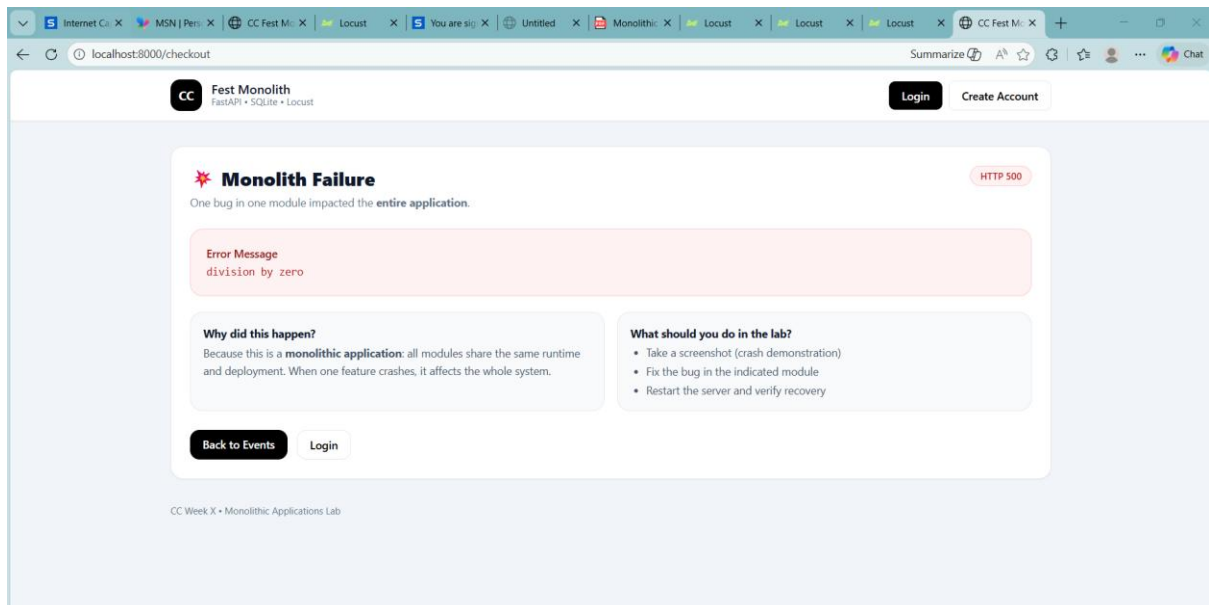 Internet Ca
MSN | Pers
CC Fest Mo
Locust
You are sig
Untitled
Monolithic
Locust
Locust
Locust
CC Fest Mo
localhost:8000/checkout
Summarize
Chat
CC
Fest Monolith
FastAPI • SQLite • Locust
Login
Create Account
Monolith Failure
HTTP 500
One bug in one module impacted the entire application.
Error Message
division by zero
Why did this happen?
Because this is a monolithic application: all modules share the same runtime
and deployment. When one feature crashes, it affects the whole system.
What should you do in the lab?
• Take a screenshot (crash demonstration)
• Fix the bug in the indicated module
• Restart the server and verify recovery
Back to Events
Login
CC Week X • Monolithic Applications Lab